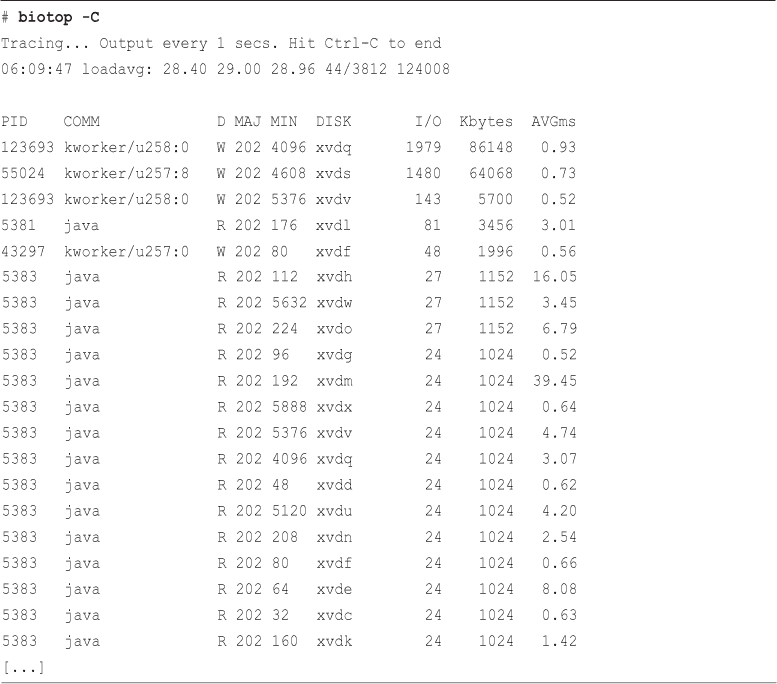 # biotop -C
Tracing... Output every 1 secs. Hit Ctrl-C to end
06:09:47 loadavg: 28.40 29.00 28.96 44/3812 124008
PID    COMM             D MAJ MIN  DISK       I/O  Kbytes  AVGms
123693 kworker/u258:0   W 202 4096 xvdq      1979   86148   0.93
55024  kworker/u257:8   W 202 4608 xvds      1480   64068   0.73
123693 kworker/u258:0   W 202 5376 xvdv       143    5700   0.52
5381   java             R 202 176  xvdl        81    3456   3.01
43297  kworker/u257:0   W 202 80   xvdf        48    1996   0.56
5383   java             R 202 112  xvdh        27    1152  16.05
5383   java             R 202 5632 xvdw        27    1152   3.45
5383   java             R 202 224  xvdo        27    1152   6.79
5383   java             R 202 96   xvdg        24    1024   0.52
5383   java             R 202 192  xvdm        24    1024  39.45
5383   java             R 202 5888 xvdx        24    1024   0.64
5383   java             R 202 5376 xvdv        24    1024   4.74
5383   java             R 202 4096 xvdq        24    1024   3.07
5383   java             R 202 48   xvdd        24    1024   0.62
5383   java             R 202 5120 xvdu        24    1024   4.20
5383   java             R 202 208  xvdn        24    1024   2.54
5383   java             R 202 80   xvdf        24    1024   0.66
5383   java             R 202 64   xvde        24    1024   8.08
5383   java             R 202 32   xvdc        24    1024   0.63
5383   java             R 202 160  xvdk        24    1024   1.42
[...]